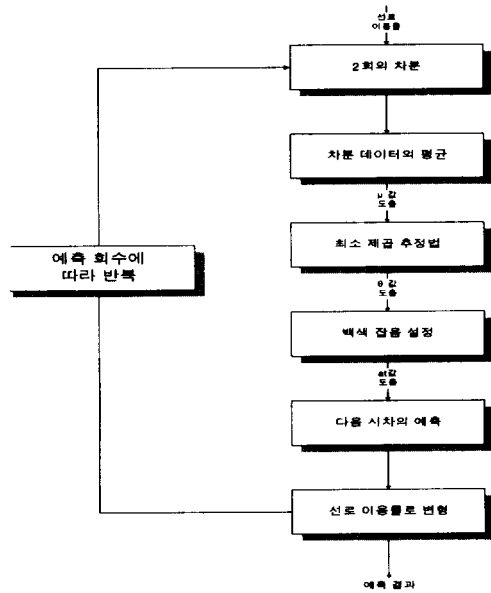 선로
이용률
2회의 차분
차분 데이터의 평균
μ 값
도출
최소 제곱 추정법
θ 값
도출
백색 잡음 설정
at값
도출
다음 시차의 예측
선로 이용률로 변형
예측 결과
예측 회수에
따라 반복